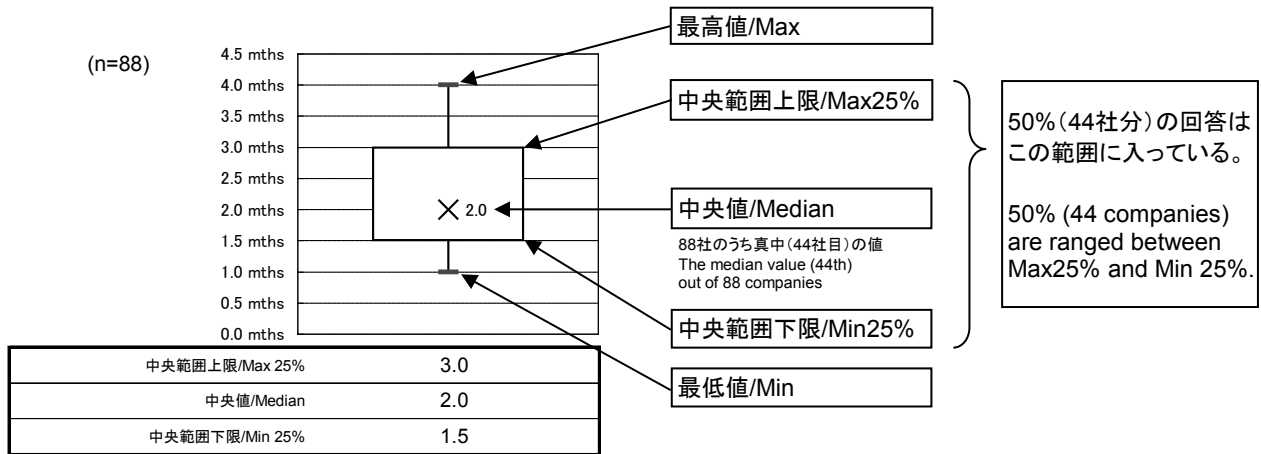 (n=88)
4.5 mths
4.0 mths
3.5 mths
3.0 mths
2.5 mths
2.0 mths
1.5 mths
1.0 mths
0.5 mths
0.0 mths
2.0
最高値/Max
中央範囲上限/Max25%
中央値/Median
88社のうち真中(44社目)の値
The median value (44th)
out of 88 companies
中央範囲下限/Min25%
最低値/Min
50%(44社分)の回答は
この範囲に入っている。
50% (44 companies)
are ranged between
Max25% and Min 25%.
中央範囲上限/Max 25% 3.0
中央値/Median 2.0
中央範囲下限/Min 25% 1.5